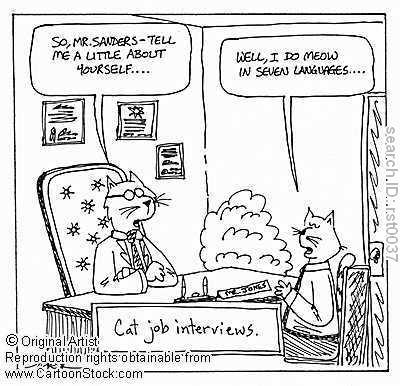 SO, MR. SANDERS - TELL
ME A LITTLE ABOUT
YOURSELF....
WELL, I DO MEOW
IN SEVEN LANGUAGES....
MR. JONES
Cat job interviews.
© Original Artist
Reproduction rights obtainable from
www.CartoonStock.com
search ID: rst0037